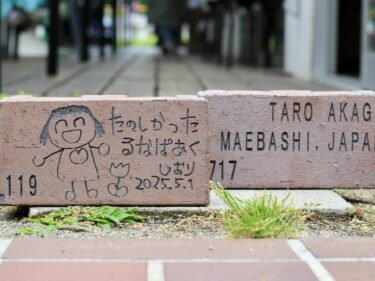 たのしかった
るなぱあく
しおり
2025.5.1
.119
TARO AKAG
MAEBASHI, JAPA
717